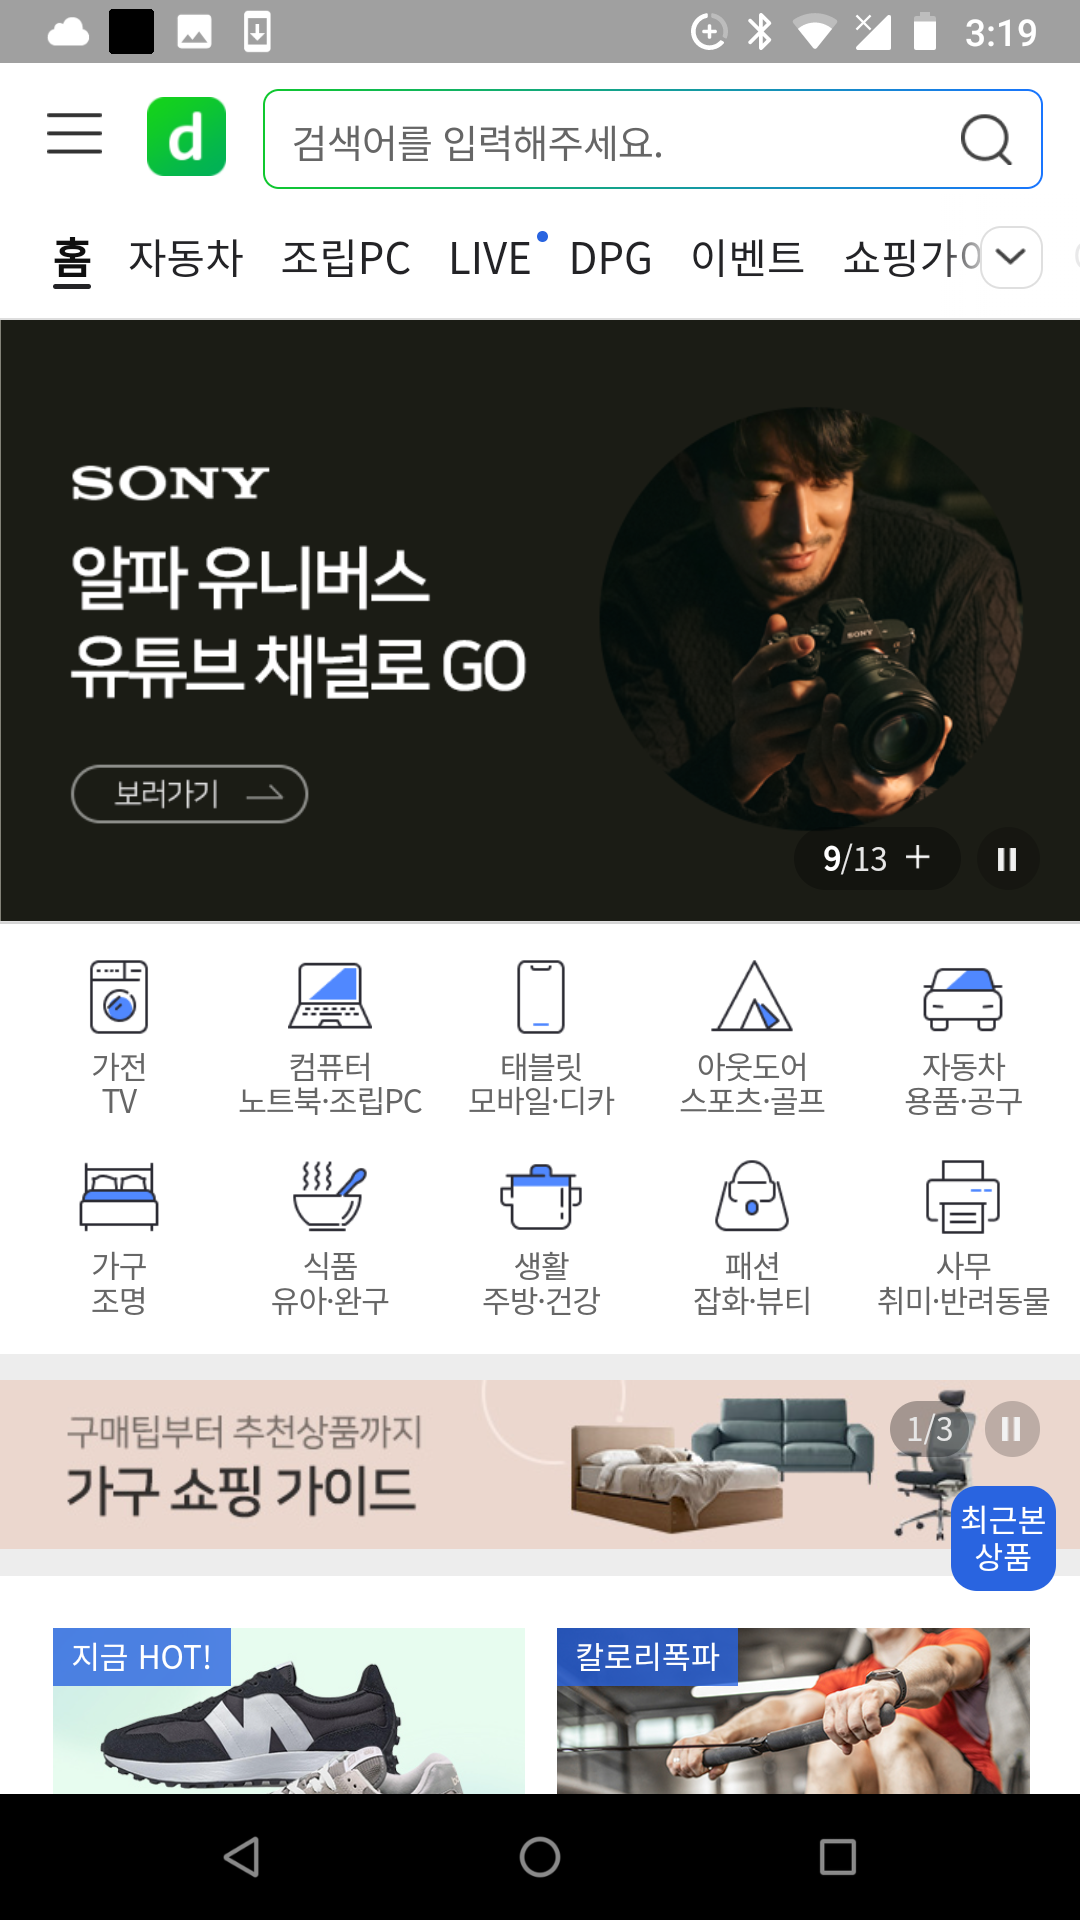 3:19
d
검색어를 입력해주세요.
홈 자동차 조립PC LIVE DPG 이벤트 쇼핑가이
SONY
알파 유니버스
유튜브 채널로 GO
보러가기
SONY
9/13 +
가전
TV
컴퓨터
노트북·조립PC
태블릿
모바일·디카
아웃도어
스포츠·골프
자동차
용품·공구
가구
조명
식품
유아·완구
생활
주방·건강
패션
잡화·뷰티
사무
취미·반려동물
구매팁부터 추천상품까지
가구 쇼핑 가이드
1/3
최근본
상품
지금 HOT!
칼로리폭파